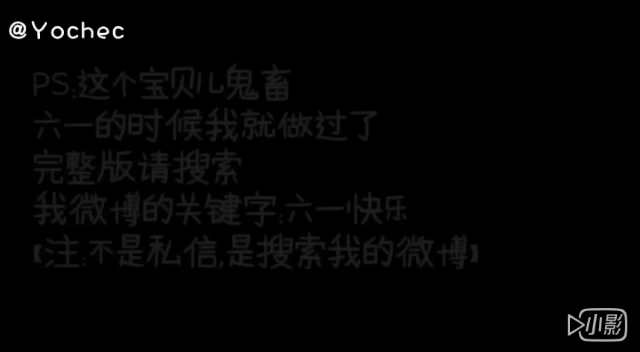 @Yochec
PS:这个宝贝儿鬼畜
六一的时候我就做过了
完整版请搜索
我微博的关键字:六一快乐
【注:不是私信,是搜索我的微博】
小影